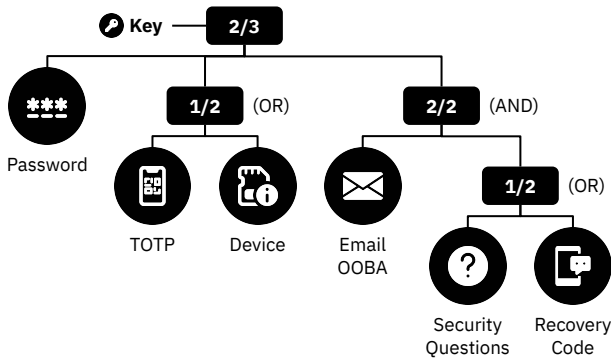 Key
2/3
***
Password
1/2
(OR)
2/2
(AND)
TOTP
Device
Email
OOBA
1/2
(OR)
?
Security
Questions
Recovery
Code